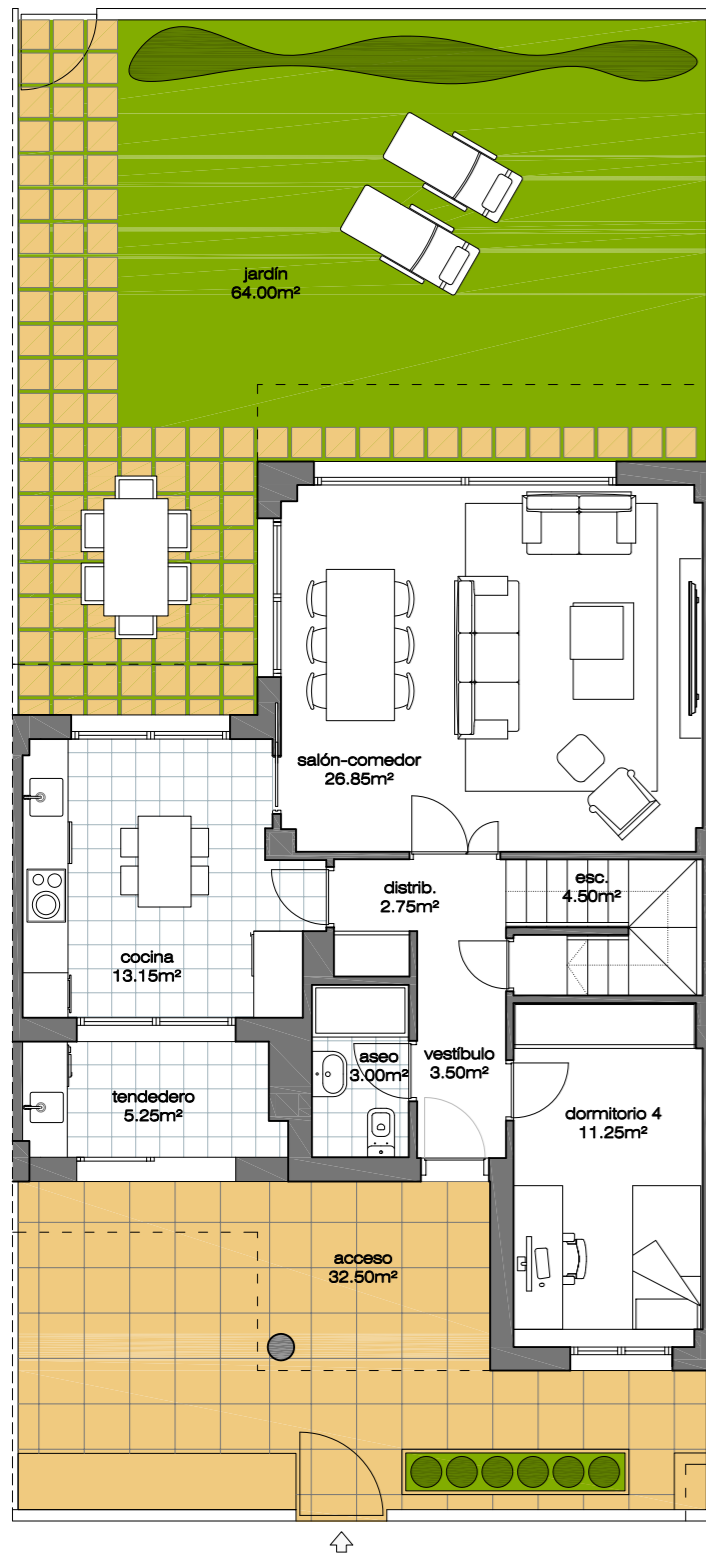 jardín
64.00m²
salón-comedor
26.85m²
distrib.
2.75m²
esc.
4.50m²
cocina
13.15m²
aseo
3.00m²
vestíbulo
3.50m²
tendedero
5.25m²
dormitorio 4
11.25m²
acceso
32.50m²